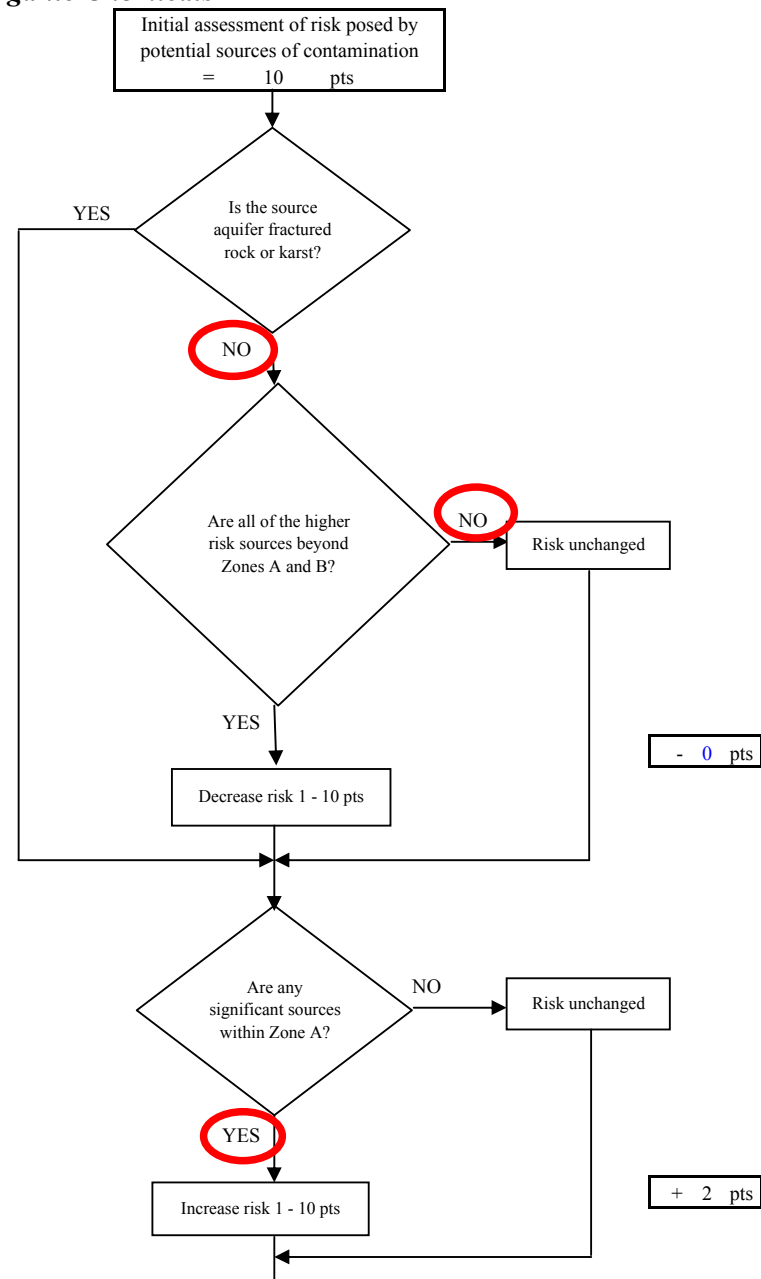 Initial assessment of risk posed by
potential sources of contamination
= 10 pts
YES
Is the source
aquifer fractured
rock or karst?
NO
Are all of the higher
risk sources beyond
Zones A and B?
NO
Risk unchanged
YES
- 0 pts
Decrease risk 1 - 10 pts
Are any
significant sources
within Zone A?
NO
Risk unchanged
YES
+ 2 pts
Increase risk 1 - 10 pts